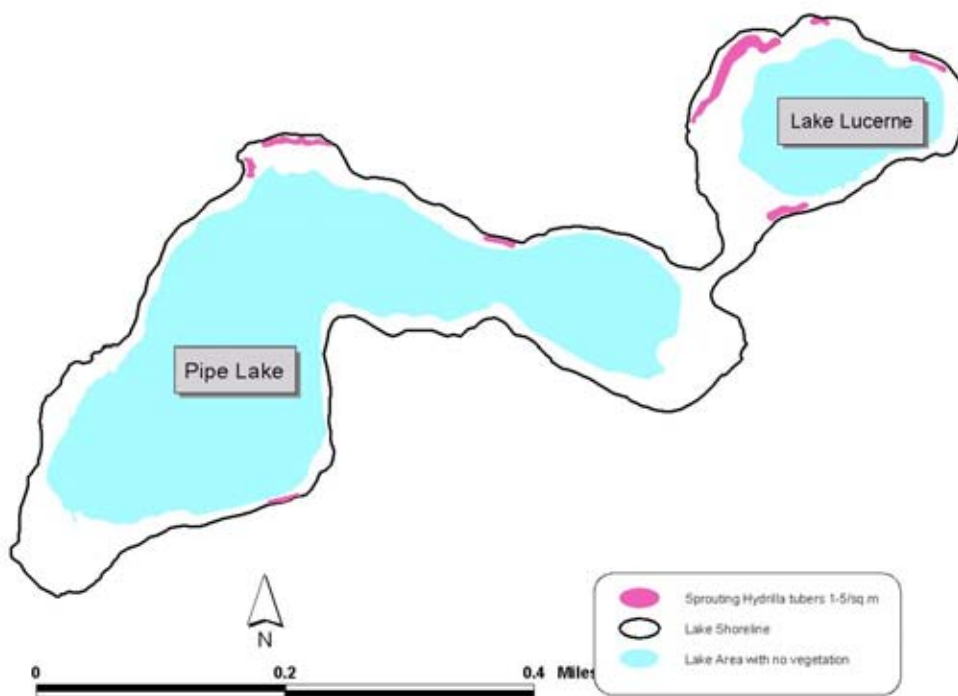 Lake Lucerne
Pipe Lake
N
0 0.2 0.4 Miles
Sprouting Hydrilla tubers 1-5/sq m
Lake Shoreline
Lake Area with no vegetation